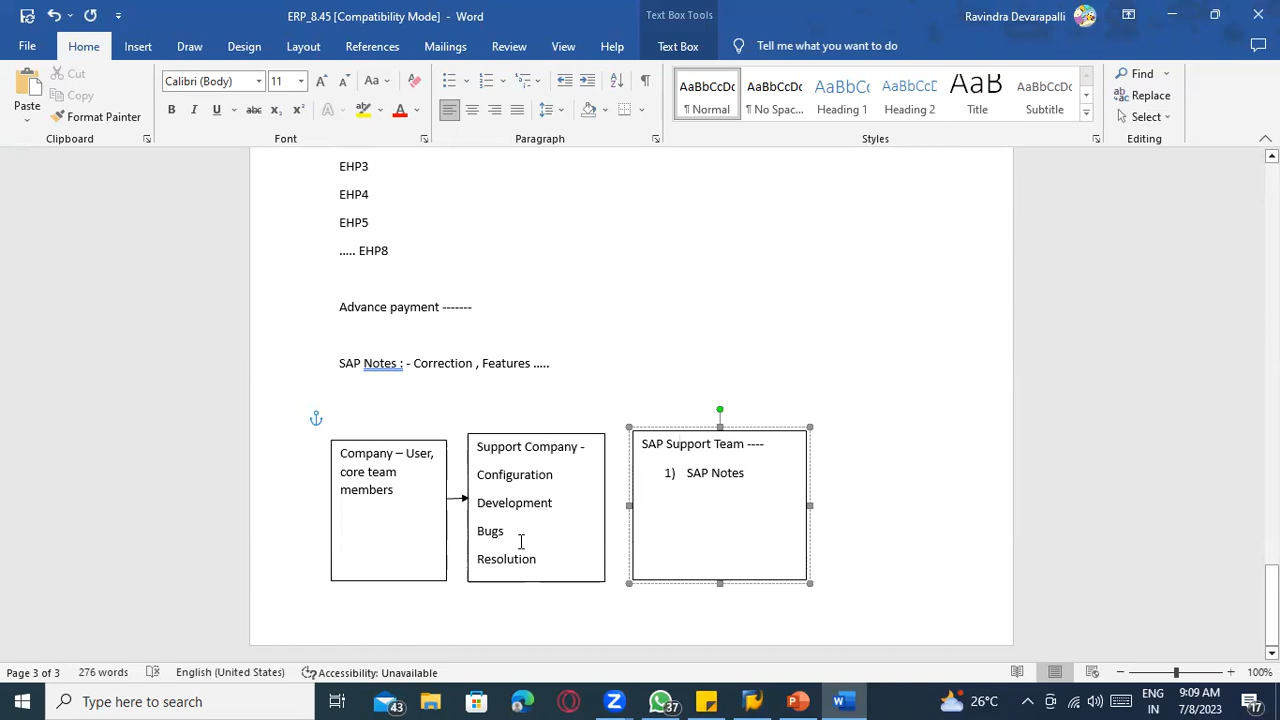 ERP_8.45 [Compatibility Mode] - Word
Text Box Tools
Ravindra Devarapalli
File
Home
Insert
Draw
Design
Layout
References
Mailings
Review
View
Help
Text Box
Tell me what you want to do
Paste
Cut
Copy
Format Painter
Clipboard
Calibri (Body)
11
Font
Paragraph
AaBbCcDc
¶ Normal
AaBbCcDc
¶ No Spac...
AaBbCc
Heading 1
AaBbCcD
Heading 2
AaB
Title
AaBbCcD
Subtitle
Styles
Find
Replace
Select
Editing
EHP3
EHP4
EHP5
..... EHP8
Advance payment -------
SAP Notes : - Correction , Features .....
Company – User,
core team
members
Support Company -
Configuration
Development
Bugs
Resolution
SAP Support Team ----
1) SAP Notes
Page 3 of 3
276 words
English (United States)
Accessibility: Unavailable
100%
Type here to search
43
37
26°C
ENG
IN
9:09 AM
7/8/2023
17